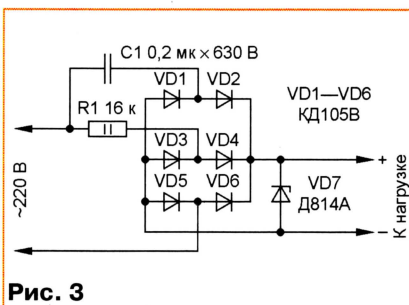 C1 0,2 мк × 630 В
VD1 VD2
R1 16 к
VD1—VD6
КД105В
VD3 VD4
+
~220 В
VD5 VD6
VD7
Д814А
К нагрузке
–
Рис. 3